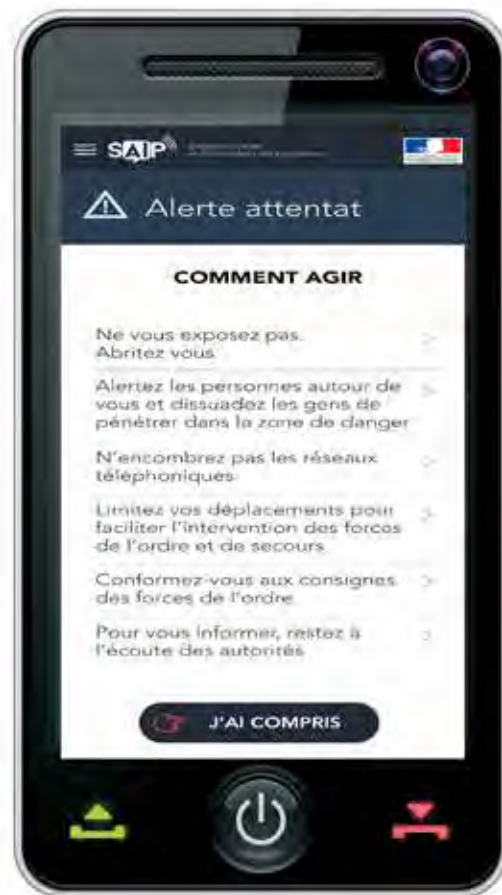 SAIP
Alerte attentat
COMMENT AGIR
Ne vous exposez pas.
Abritez vous
Alertez les personnes autour de
vous et dissuadez les gens de
pénétrer dans la zone de danger
N'encombrez pas les réseaux
téléphoniques
Limitez vos déplacements pour
faciliter l'intervention des forces
de l'ordre et de secours
Conformez-vous aux consignes
des forces de l'ordre
Pour vous informer, restez à
l'écoute des autorités
J'AI COMPRIS